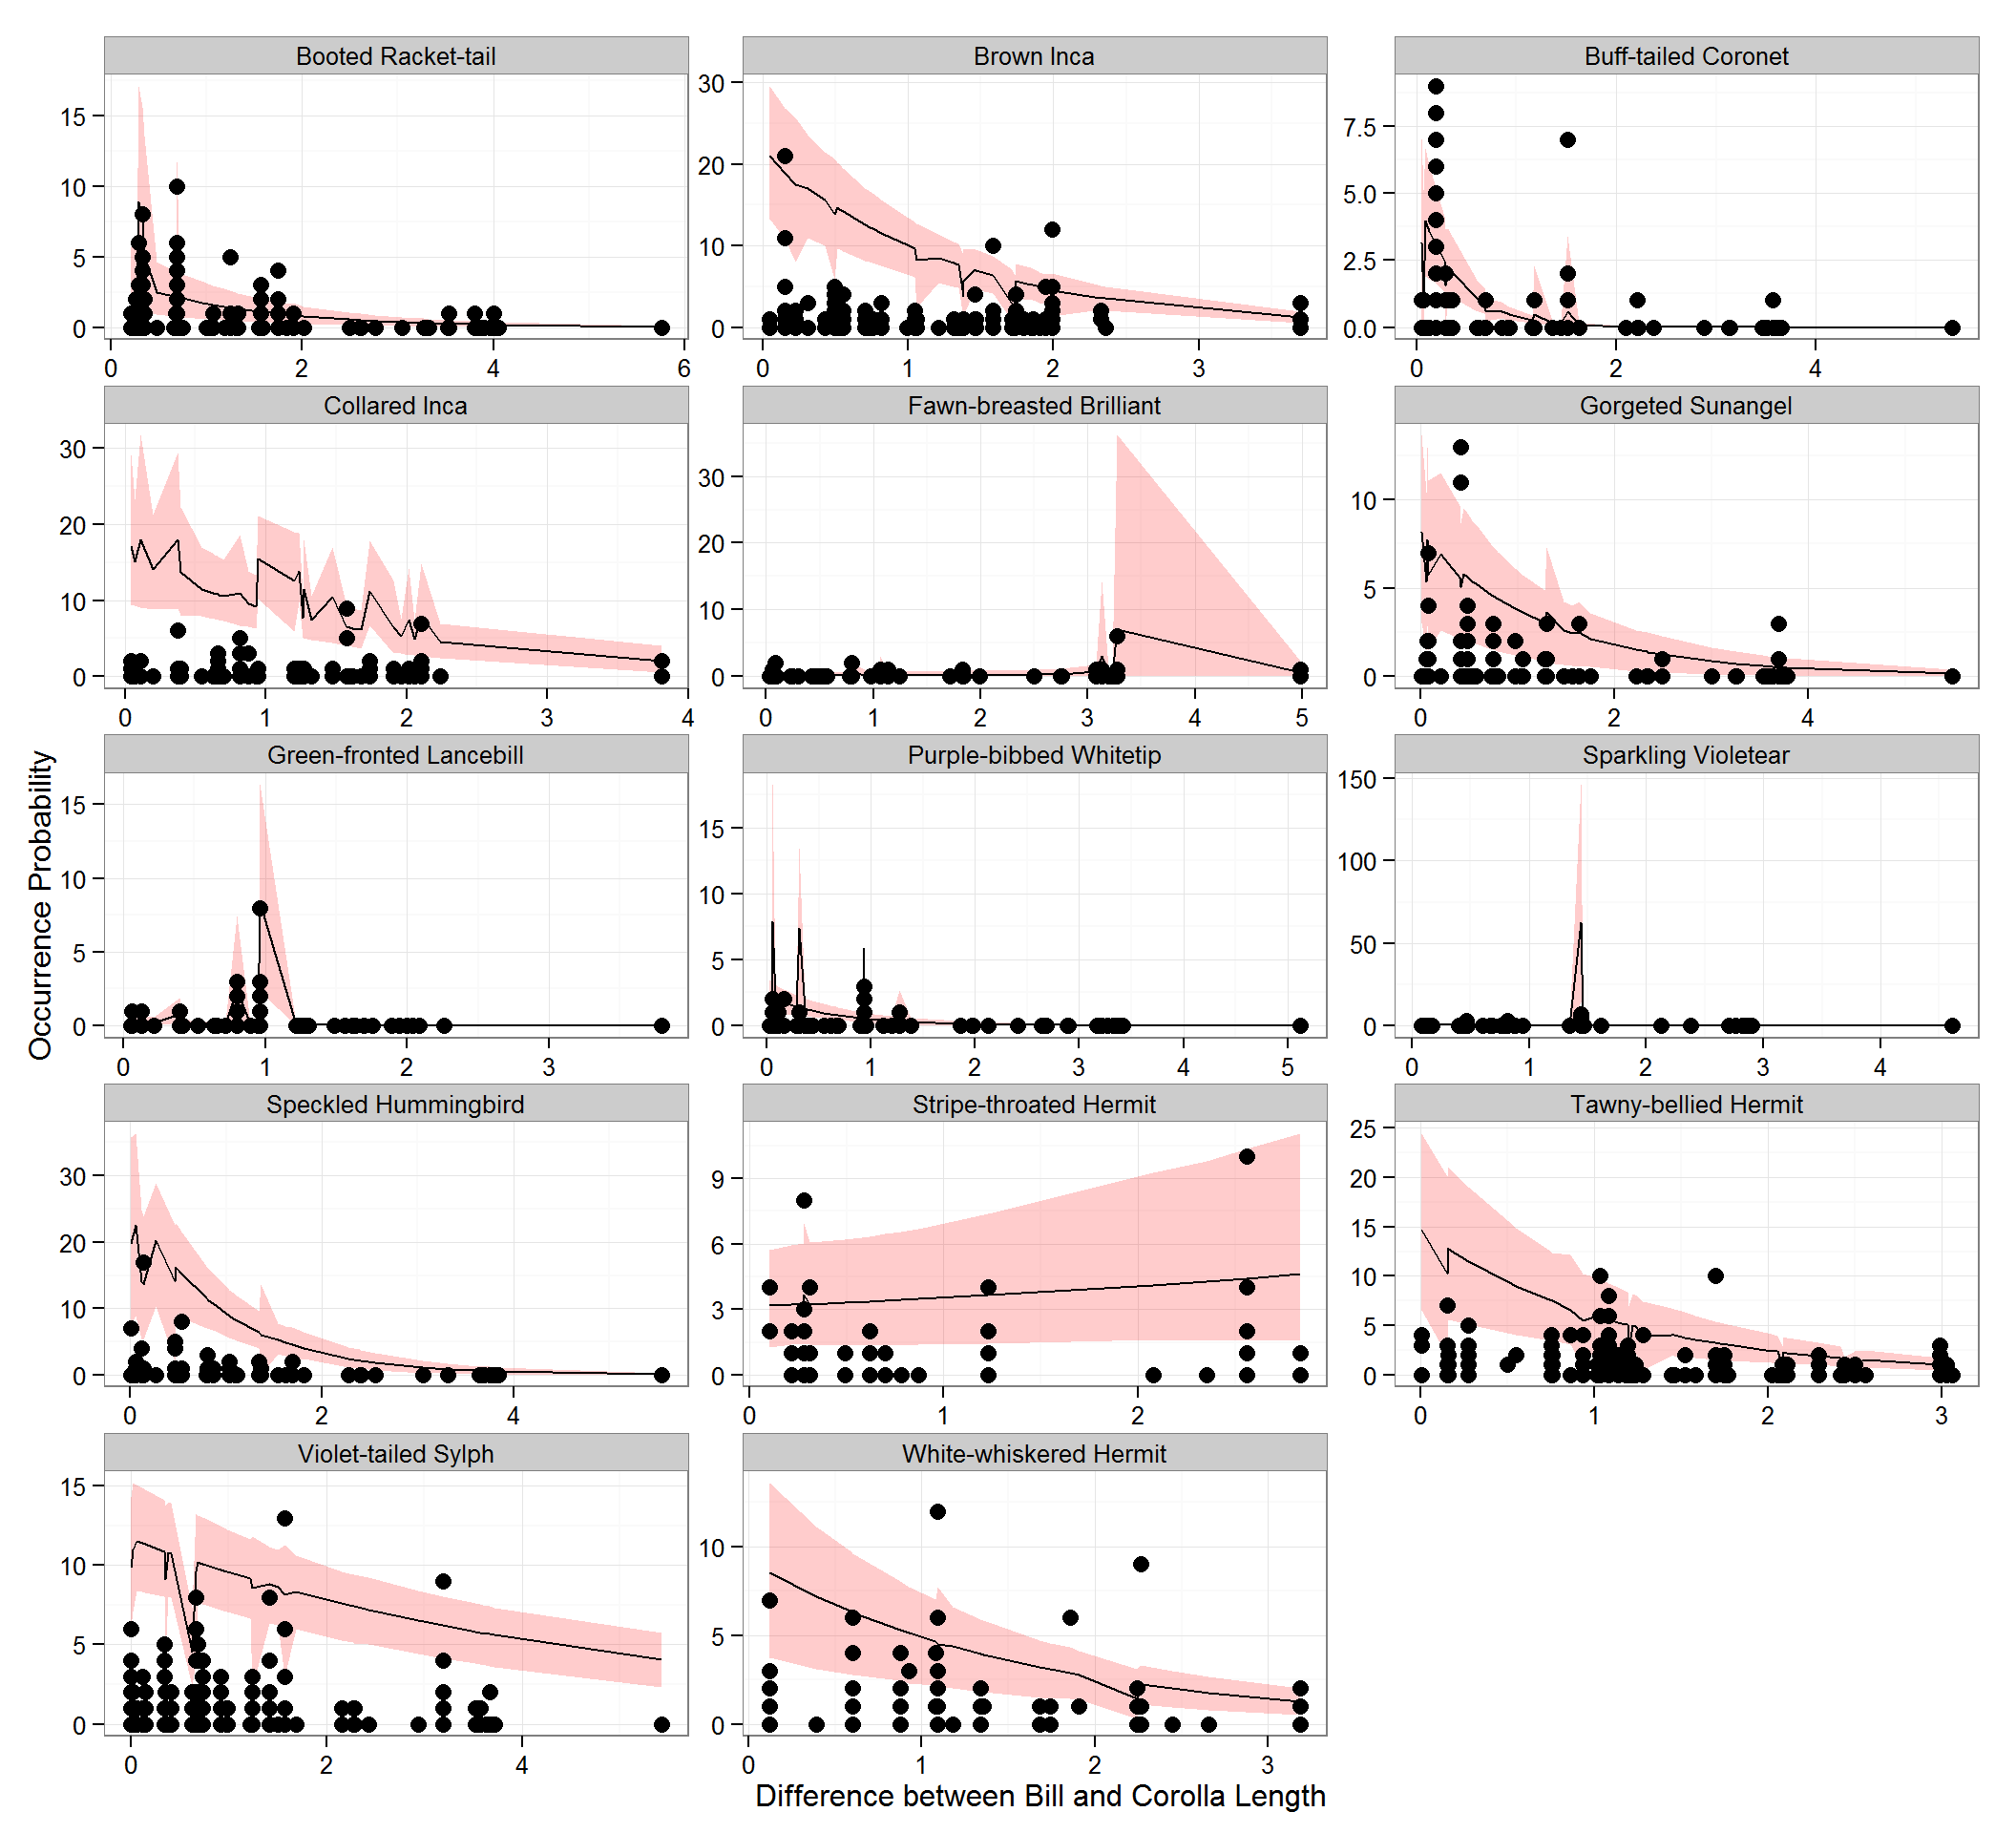 Booted Racket-tail
Brown Inca
Buff-tailed Coronet
15
10
5
0
0 2 4 6
30
20
10
0
0 1 2 3
7.5
5.0
2.5
0.0
0 2 4
Collared Inca
Fawn-breasted Brilliant
Gorgeted Sunangel
30
20
10
0
0 1 2 3 4
30
20
10
0
0 1 2 3 4 5
10
5
0
0 2 4
Green-fronted Lancebill
Purple-bibbed Whitetip
Sparkling Violetear
15
10
5
0
0 1 2 3
15
10
5
0
0 1 2 3 4 5
150
100
50
0
0 1 2 3 4
Speckled Hummingbird
Stripe-throated Hermit
Tawny-bellied Hermit
30
20
10
0
0 2 4
9
6
3
0
0 1 2
25
20
15
10
5
0
0 1 2 3
Violet-tailed Sylph
White-whiskered Hermit
15
10
5
0
0 2 4
10
5
0
0 1 2 3
Occurrence Probability
Difference between Bill and Corolla Length